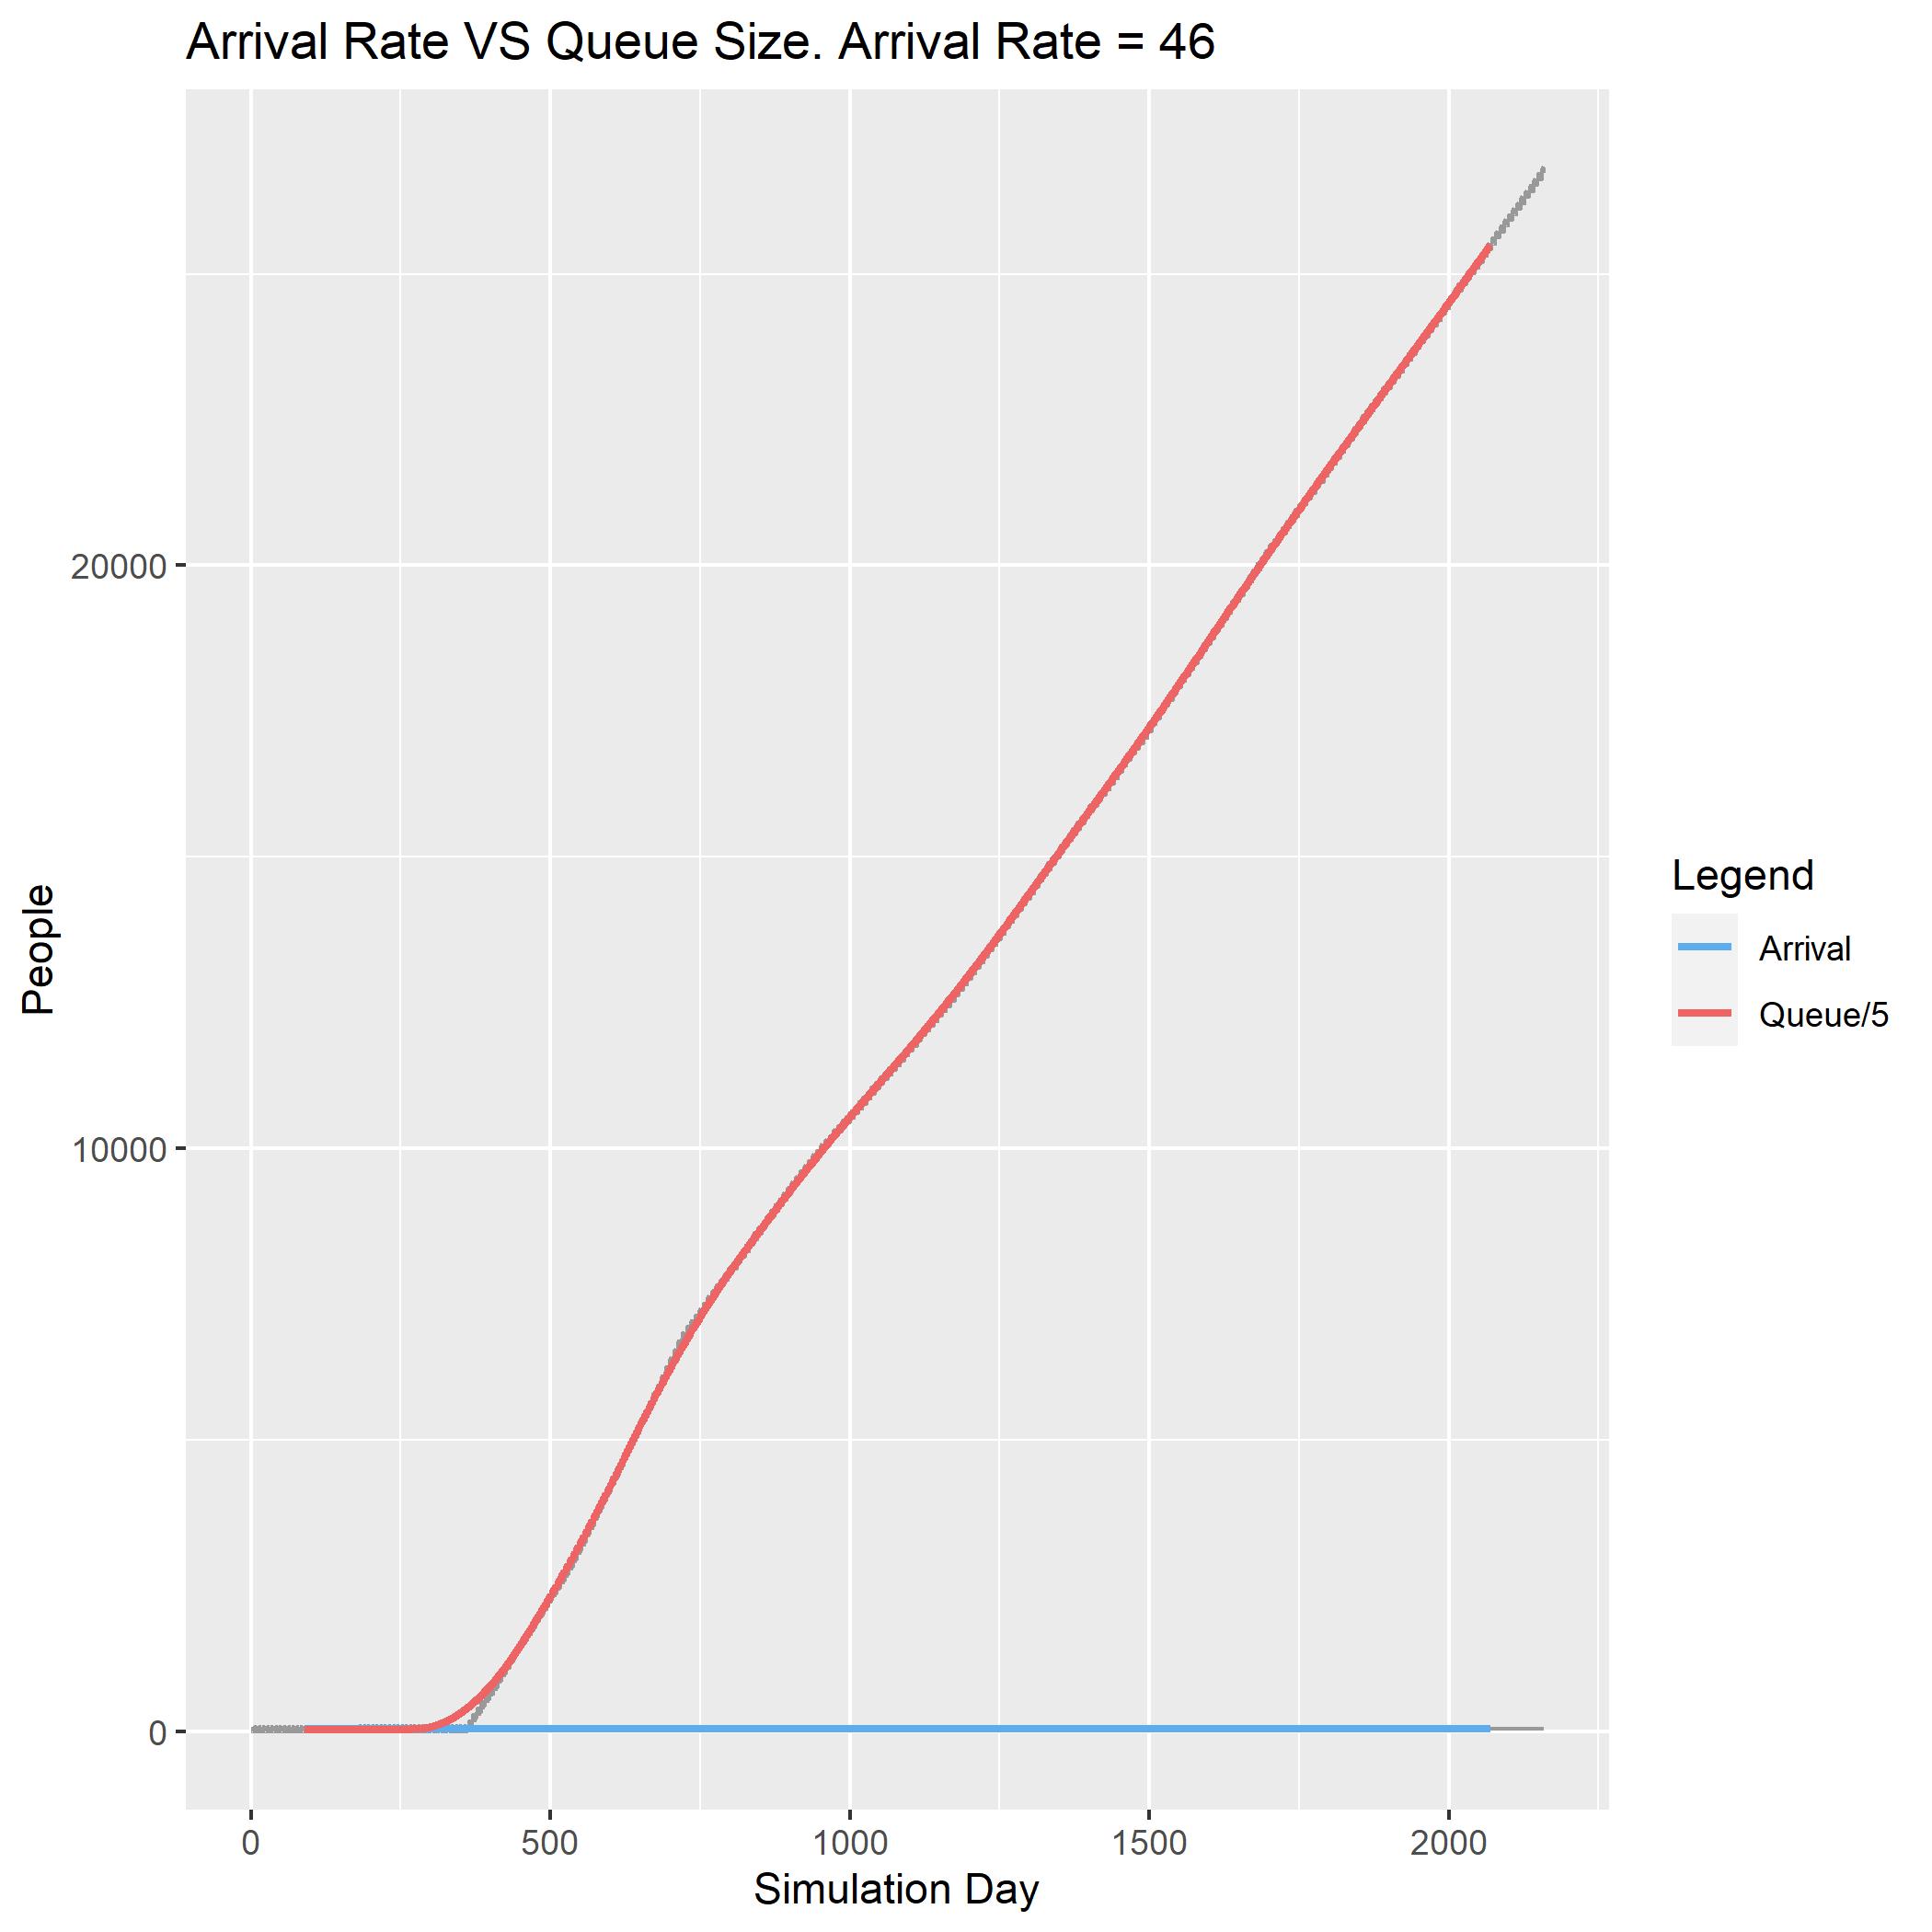 Arrival Rate VS Queue Size. Arrival Rate = 46
People
20000
10000
0
0 500 1000 1500 2000
Simulation Day
Legend
Arrival
Queue/5